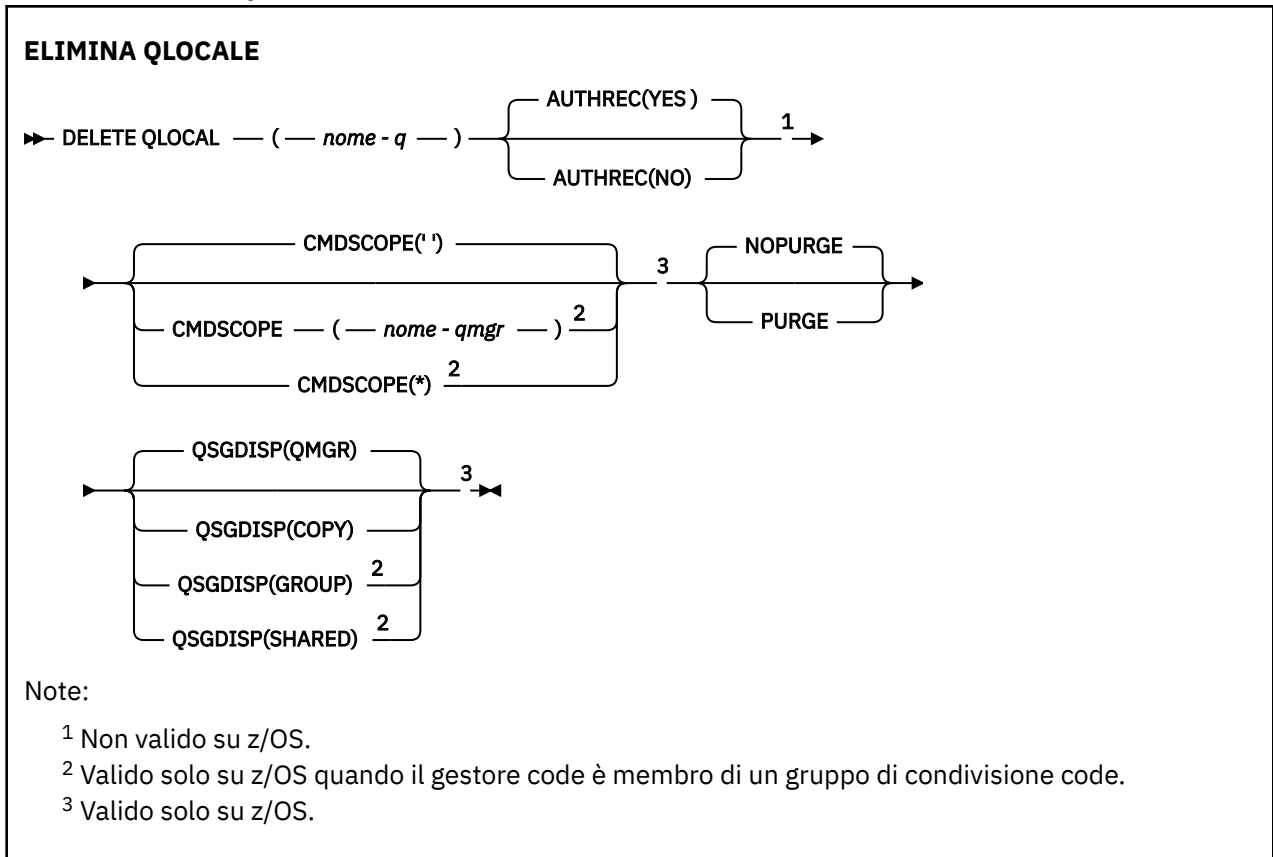 ELIMINA QLOCALE
AUTHREC(YES )
DELETE QLOCAL ( nome - q ) 1
AUTHREC(NO)
CMDSCOPE(' ') NOPURGE
3
CMDSCOPE ( nome - qmgr ) 2 PURGE
CMDSCOPE(*) 2
QSGDISP(QMGR)
3
QSGDISP(COPY)
QSGDISP(GROUP) 2
QSGDISP(SHARED) 2
Note:
1 Non valido su z/OS.
2 Valido solo su z/OS quando il gestore code è membro di un gruppo di condivisione code.
3 Valido solo su z/OS.